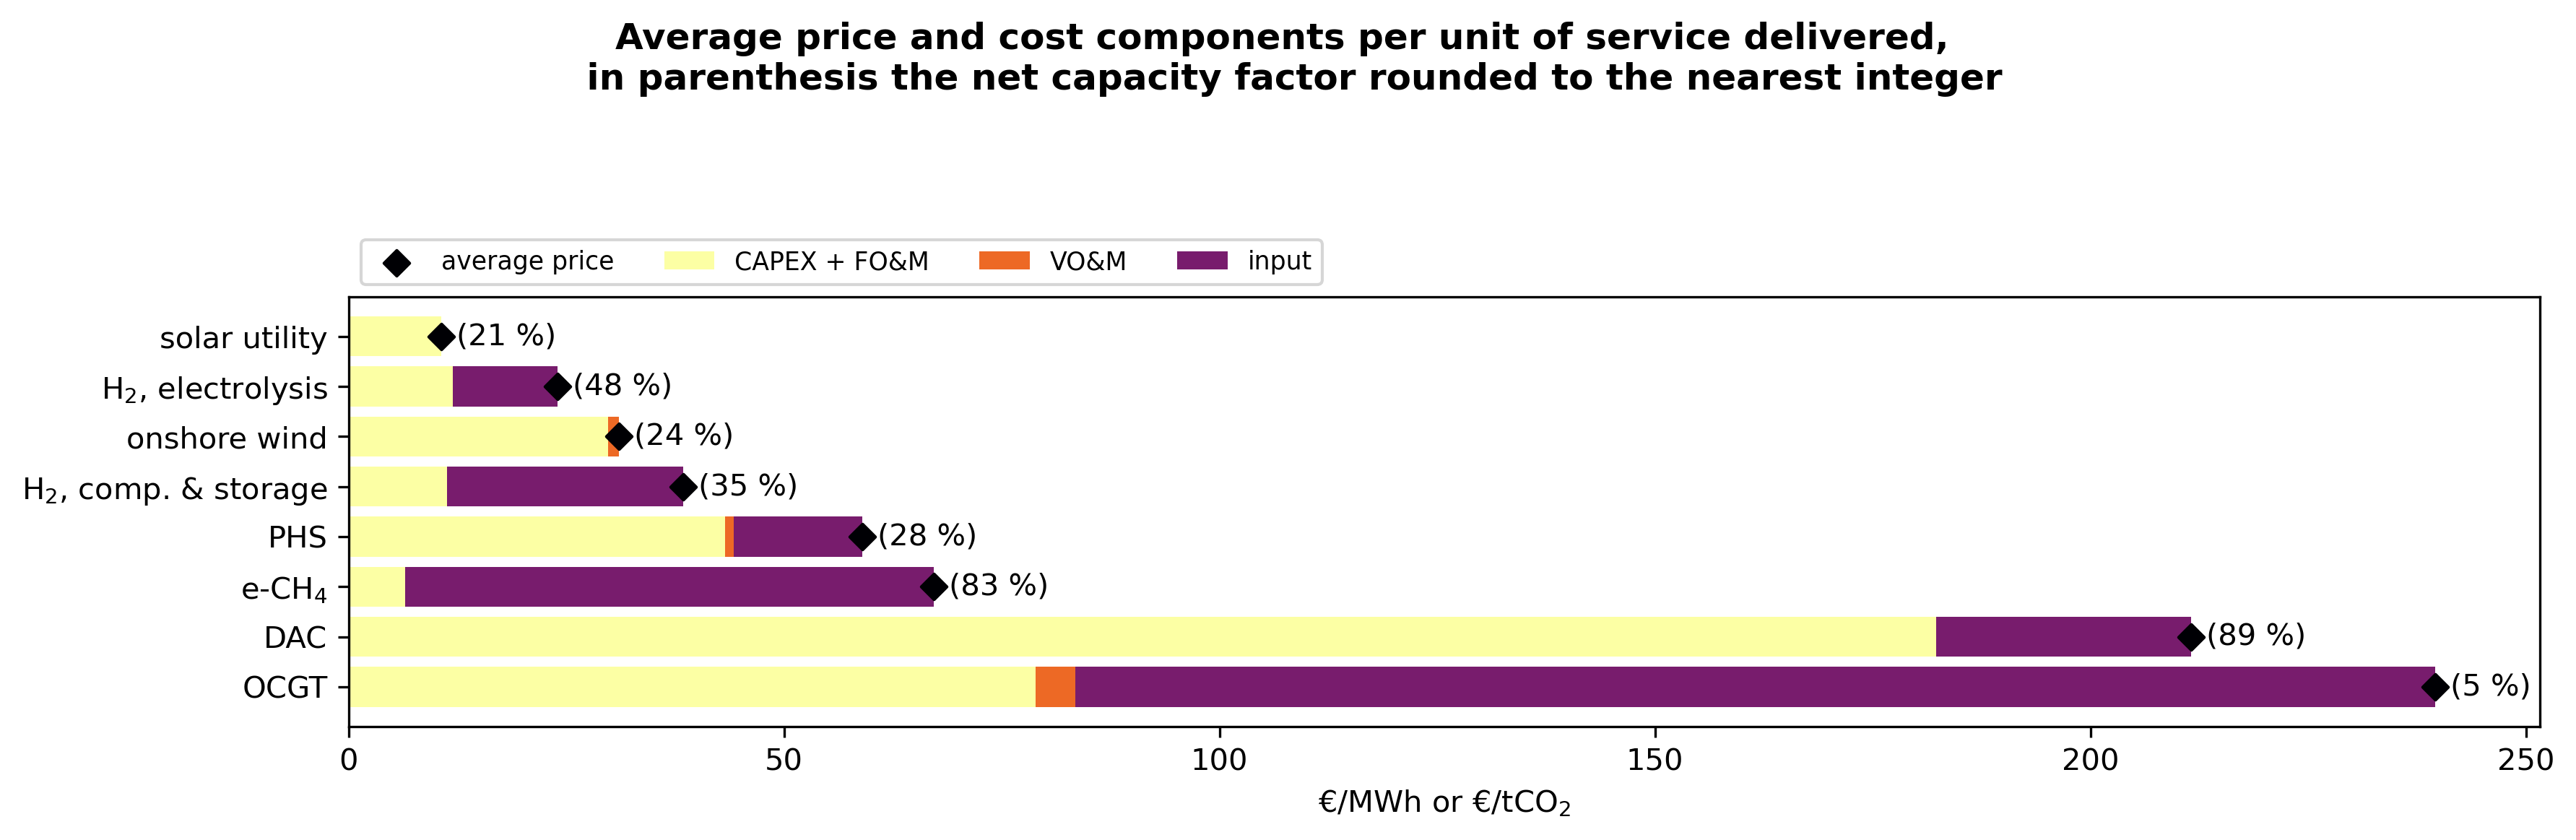 Average price and cost components per unit of service delivered,
in parenthesis the net capacity factor rounded to the nearest integer
average price CAPEX + FO&M VO&M input
solar utility (21 %)
H₂, electrolysis (48 %)
onshore wind (24 %)
H₂, comp. & storage (35 %)
PHS (28 %)
e-CH₄ (83 %)
DAC (89 %)
OCGT (5 %)
0 50 100 150 200 250
€/MWh or €/tCO₂